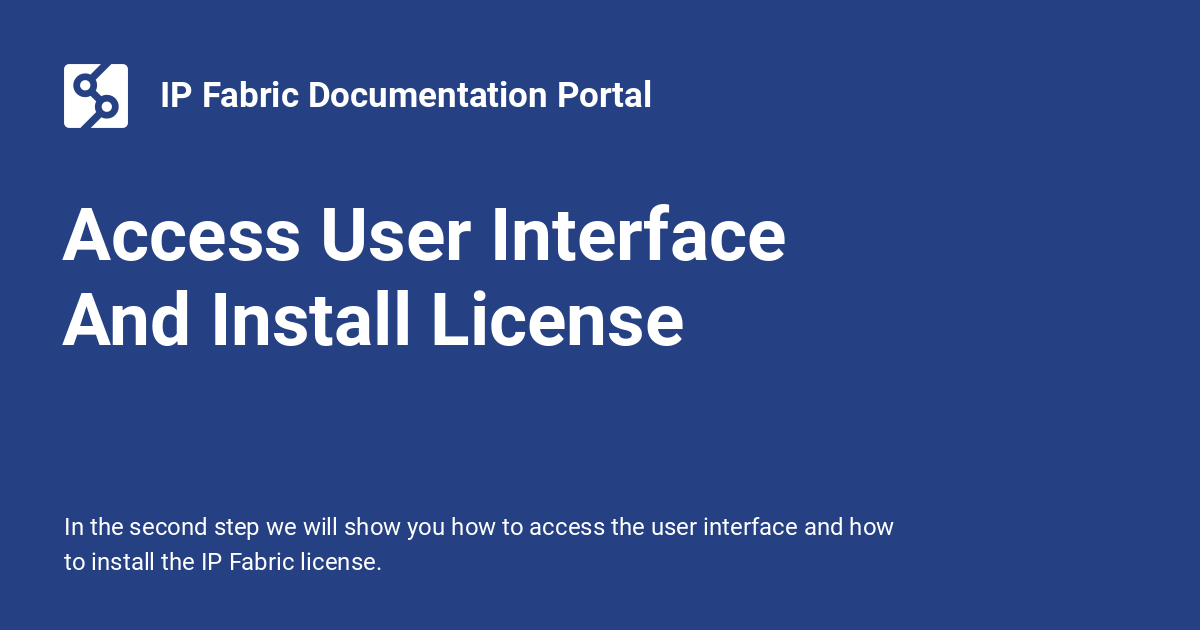 IP Fabric Documentation Portal
Access User Interface
And Install License
In the second step we will show you how to access the user interface and how
to install the IP Fabric license.